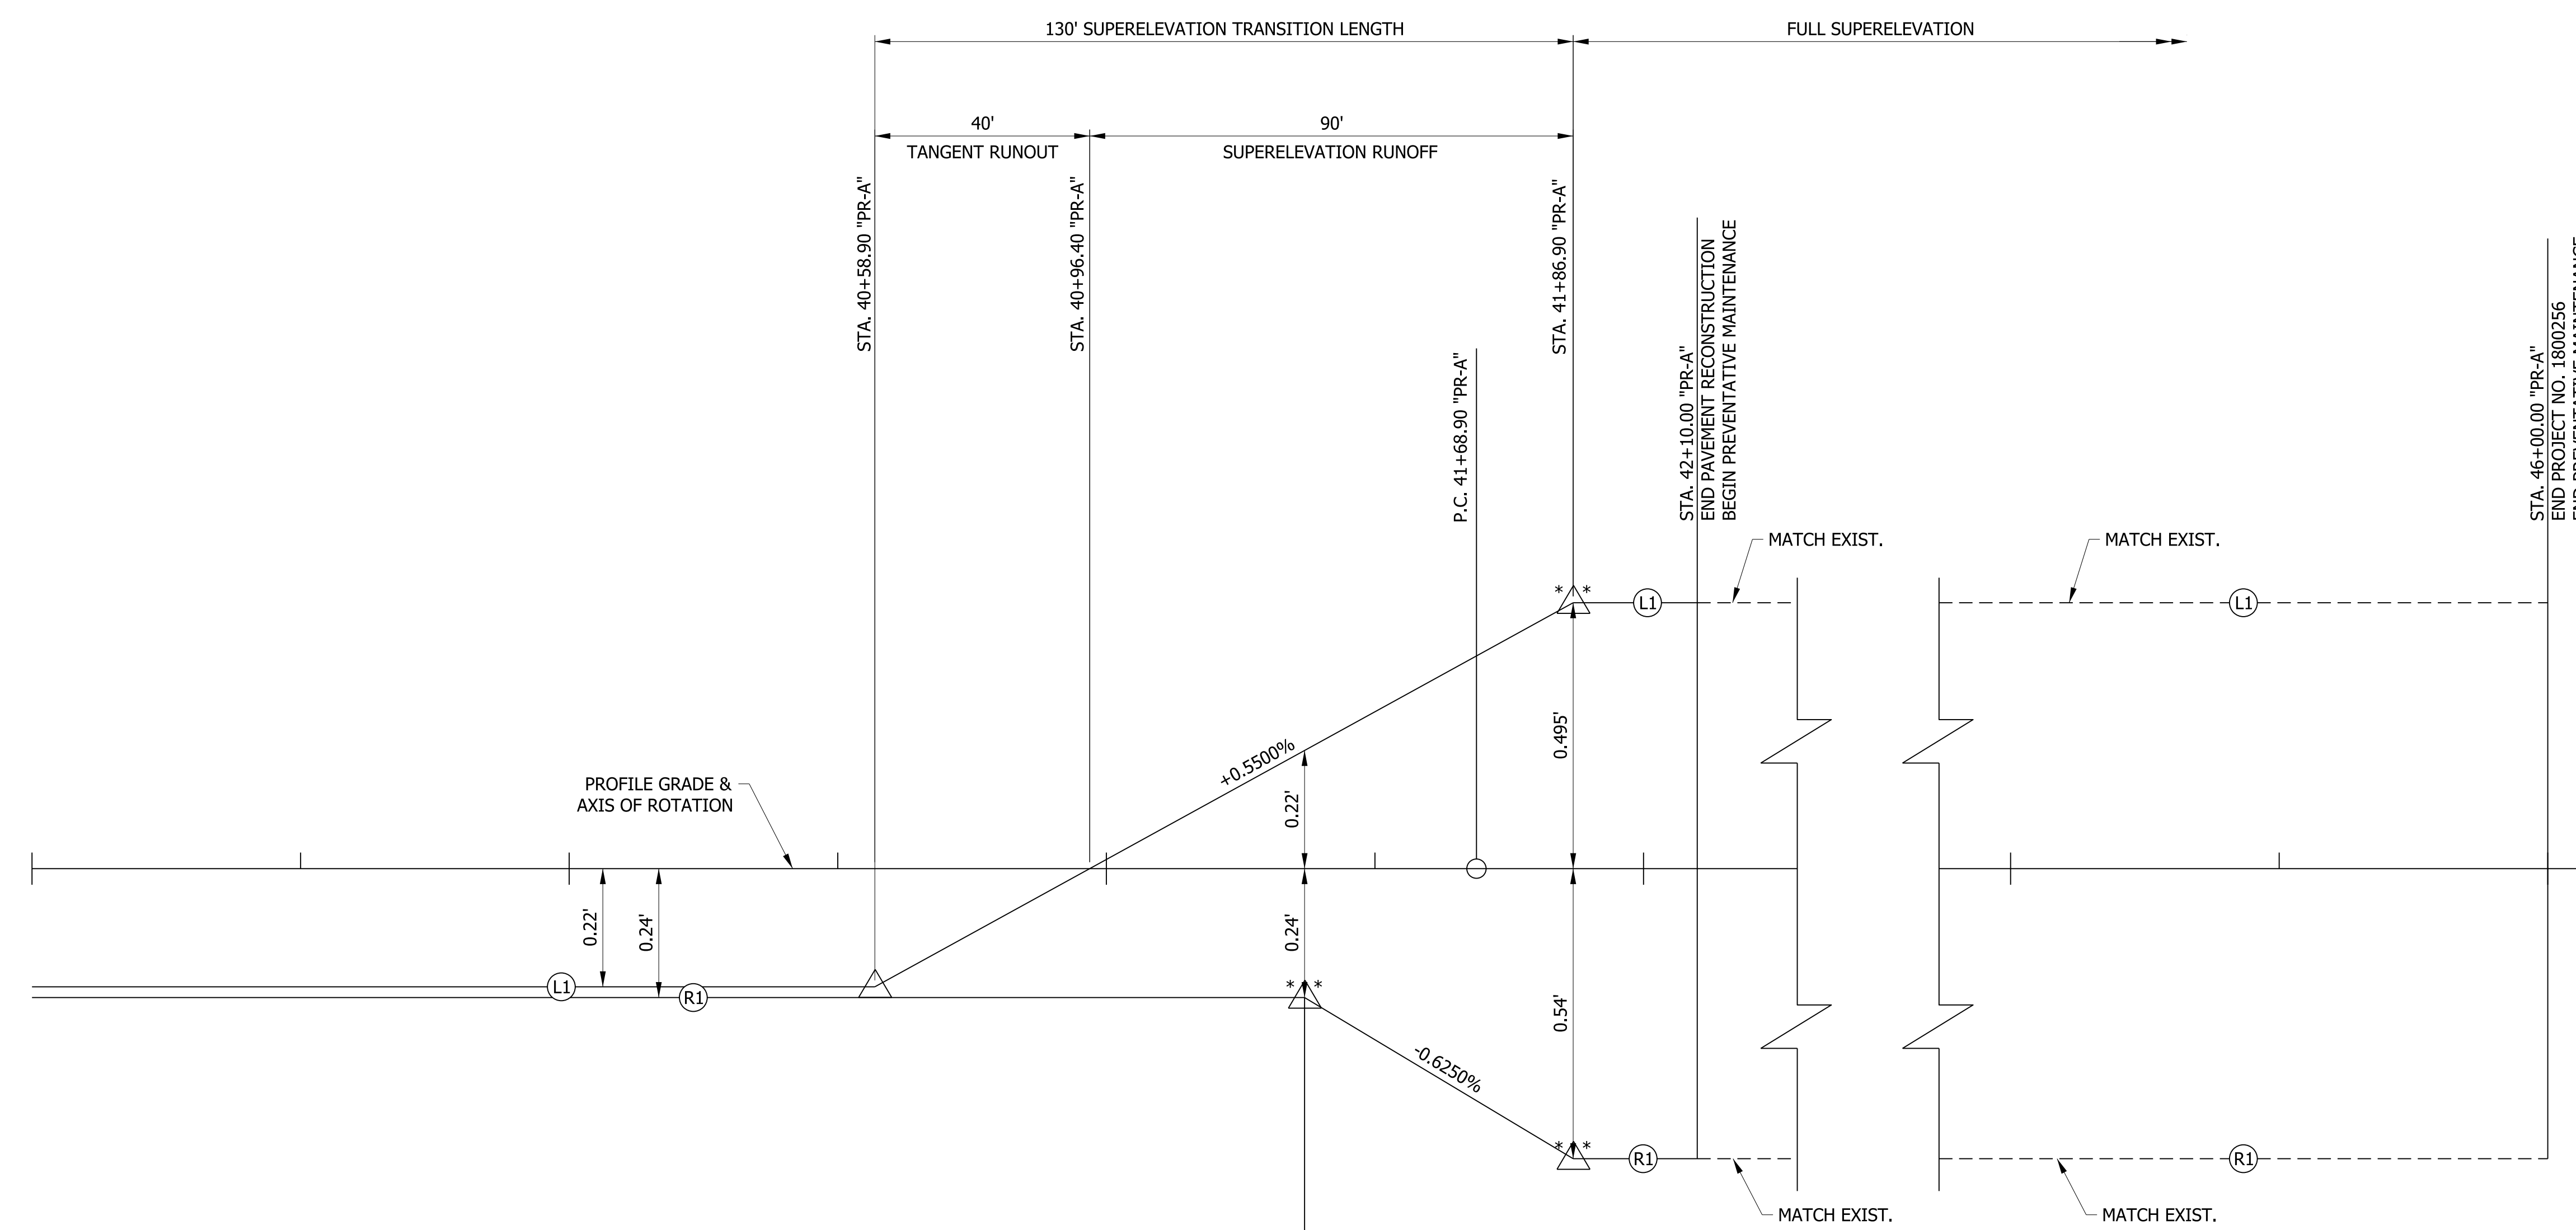 130' SUPERELEVATION TRANSITION LENGTH
FULL SUPERELEVATION
40'
TANGENT RUNOUT
90'
SUPERELEVATION RUNOFF
STA. 40+58.90 "PR-A"
STA. 40+96.40 "PR-A"
STA. 41+86.90 "PR-A"
P.C. 41+68.90 "PR-A"
STA. 42+10.00 "PR-A"
END PAVEMENT RECONSTRUCTION
BEGIN PREVENTATIVE MAINTENANCE
STA. 46+00.00 "PR-A"
END PROJECT NO. 1800256
END PREVENTATIVE MAINTENANCE
MATCH EXIST.
MATCH EXIST.
* *
L1
L1
+0.5500%
0.22'
0.495'
PROFILE GRADE &
AXIS OF ROTATION
0.22'
0.24'
0.24'
0.54'
L1
R1
* *
-0.6250%
* *
R1
R1
MATCH EXIST.
MATCH EXIST.